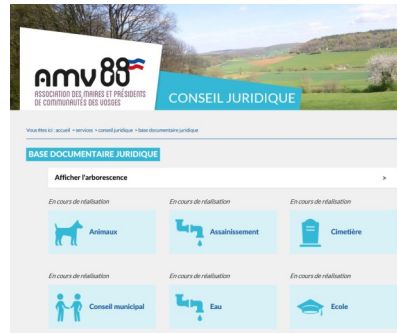 amv 88
ASSOCIATION DES MAIRES ET PRÉSIDENTS
DE COMMUNAUTÉS DES VOSGES
CONSEIL JURIDIQUE
Vous êtes ici : accueil > services > conseil juridique > base documentaire juridique
BASE DOCUMENTAIRE JURIDIQUE
Afficher l'arborescence >
En cours de réalisation En cours de réalisation En cours de réalisation
Animaux Assainissement Cimetière
En cours de réalisation En cours de réalisation En cours de réalisation
Conseil municipal Eau Ecole